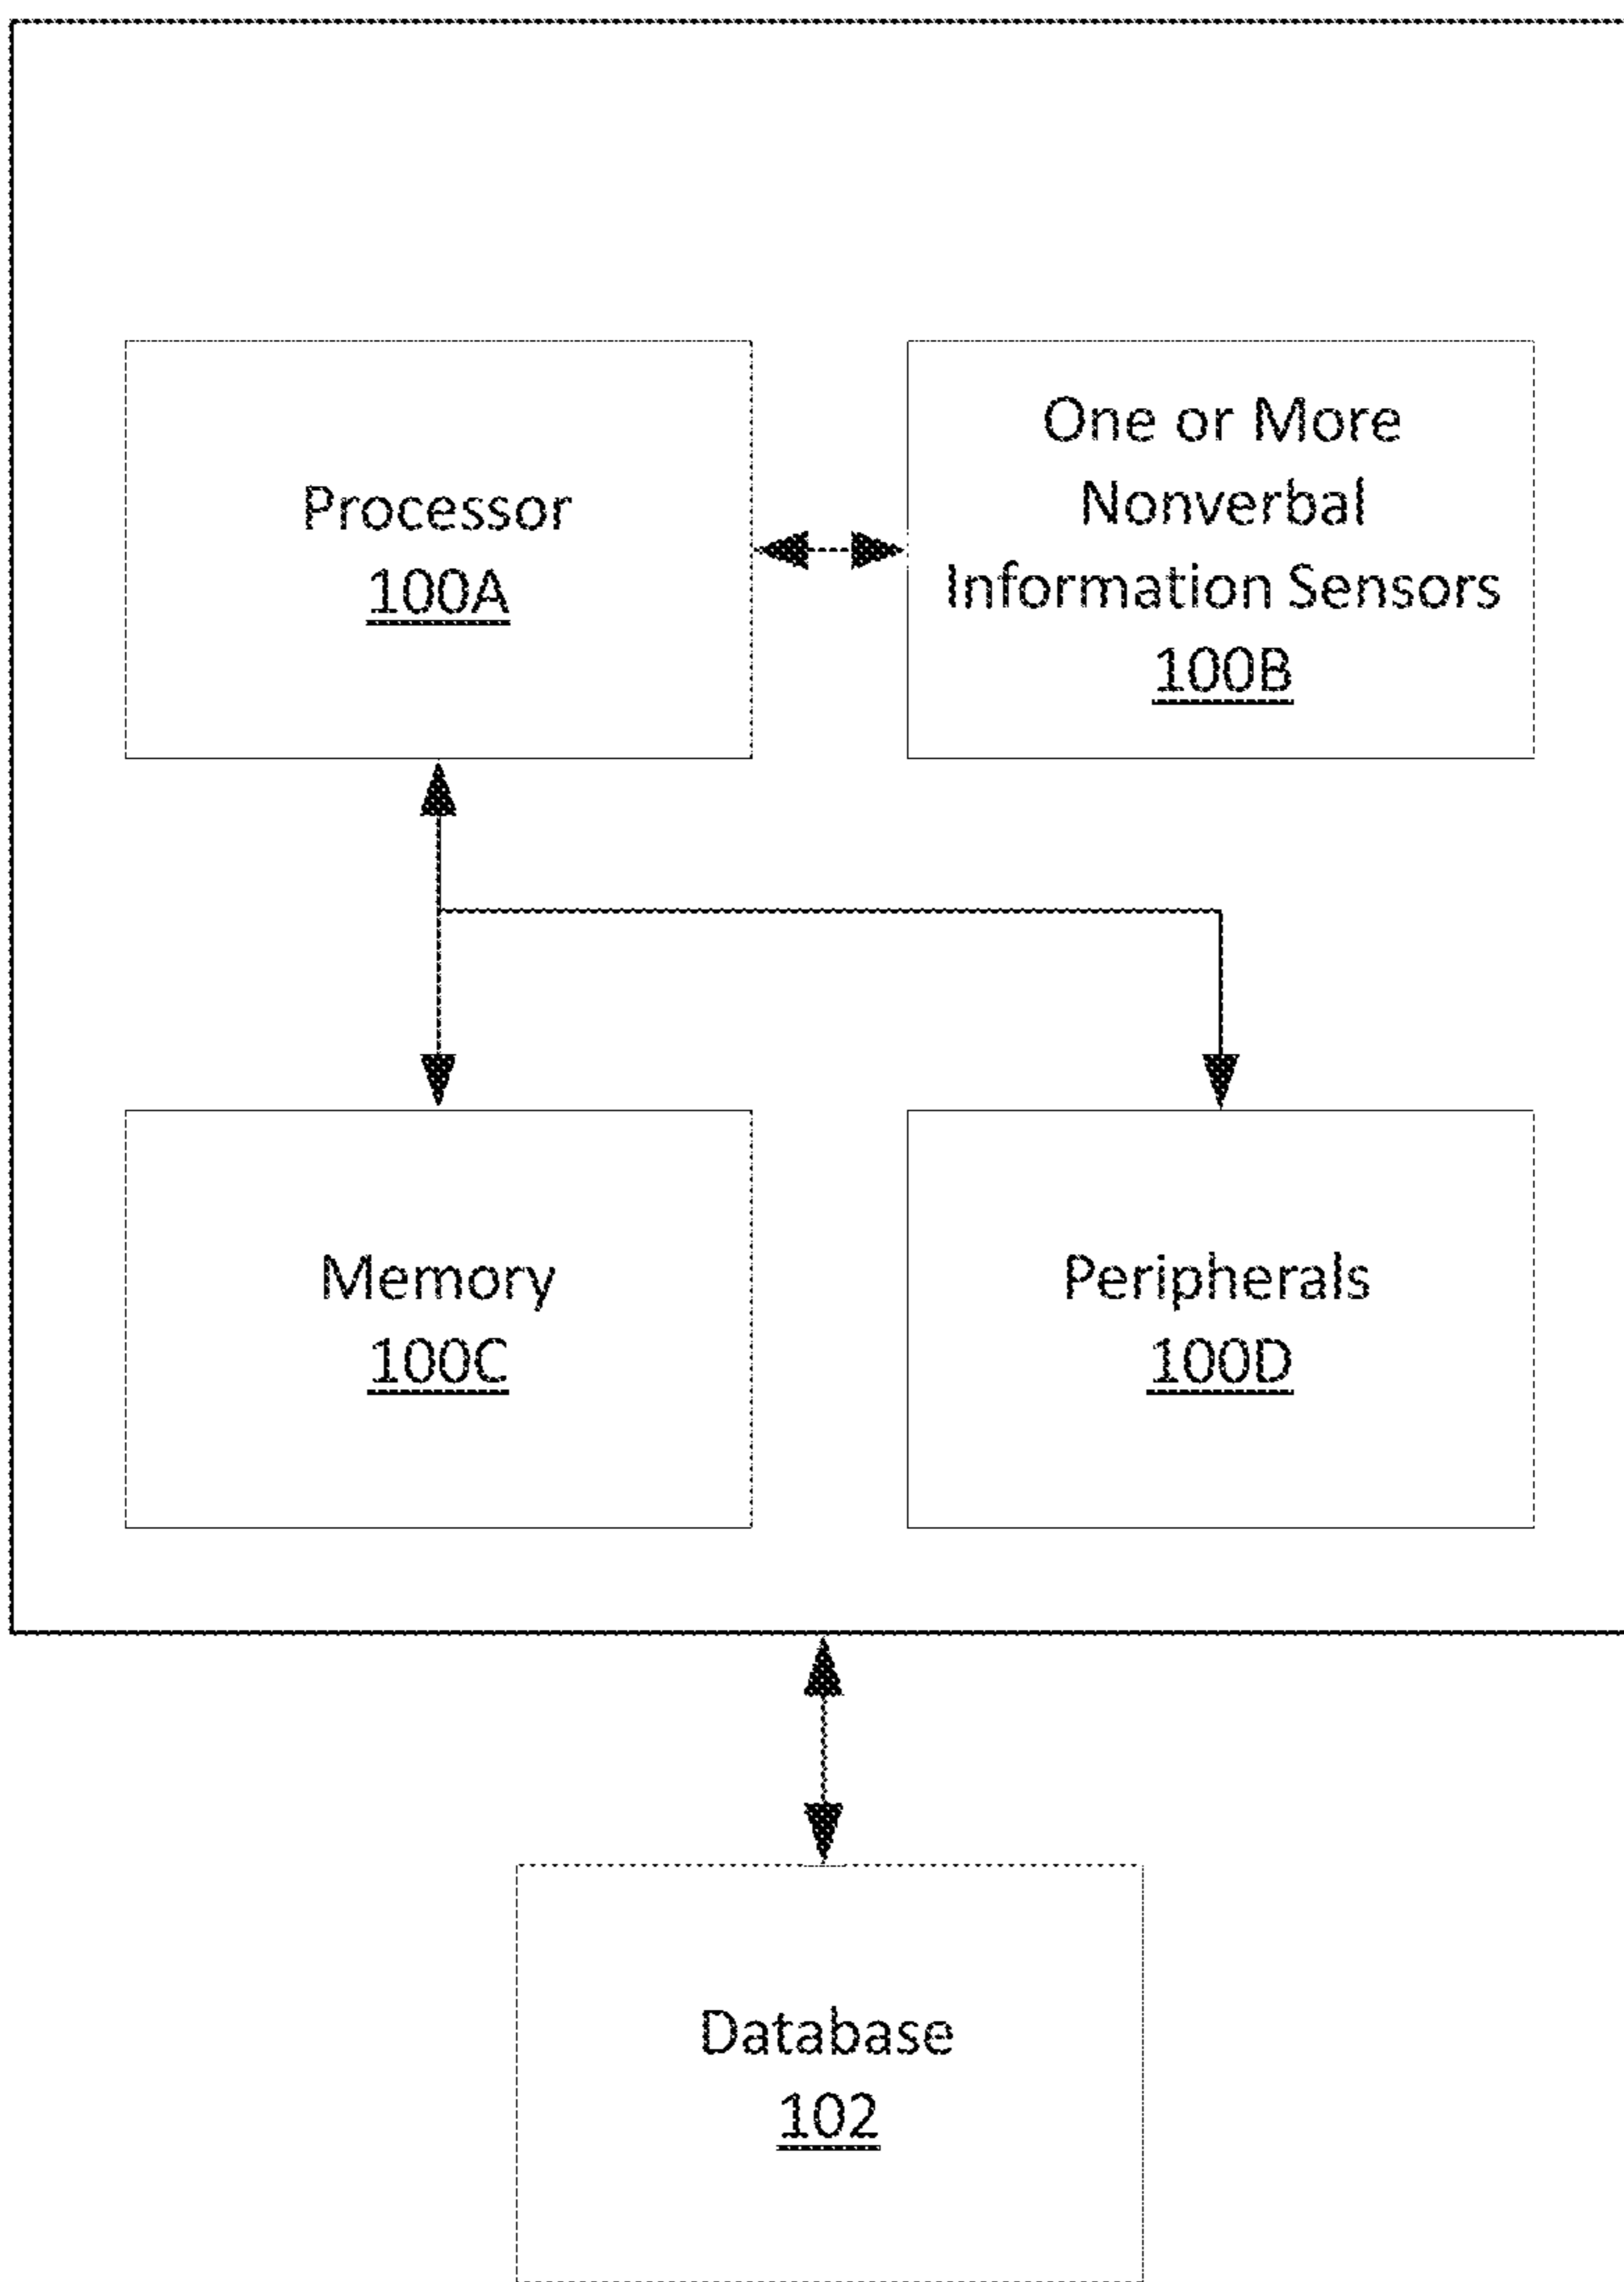 Processor
100A
One or More
Nonverbal
Information Sensors
100B
Memory
100C
Peripherals
100D
Database
102